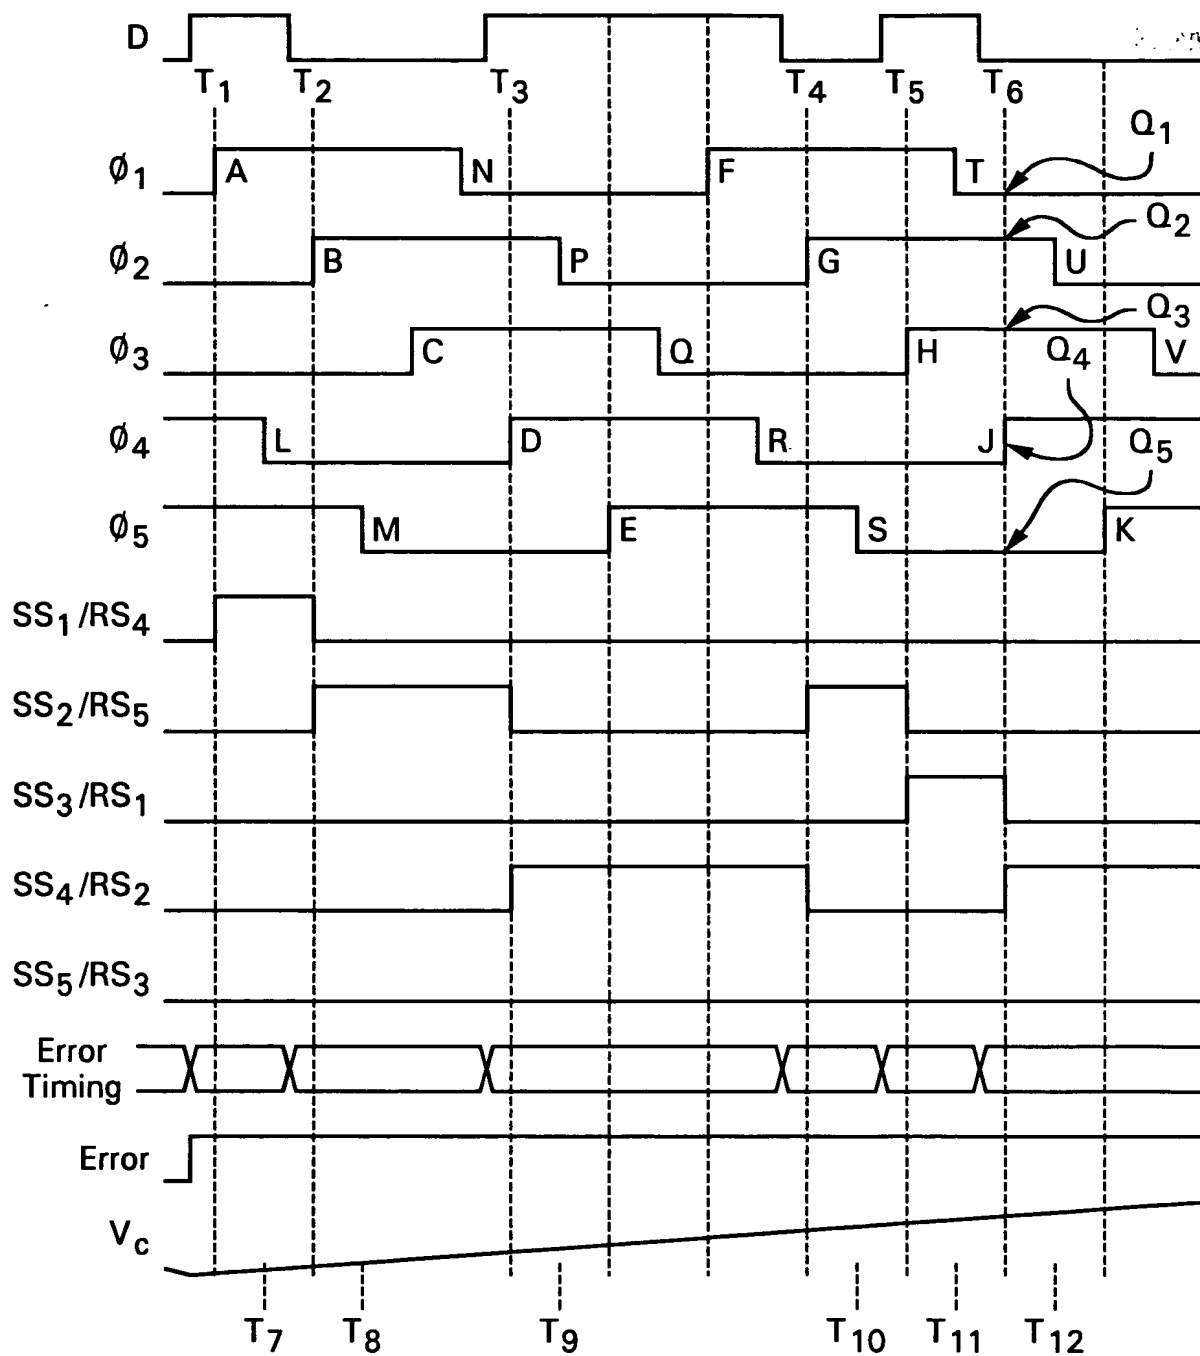 D
T1 T2 T3 T4 T5 T6
Q1
Ø1 A N F T
Q2
Ø2 B P G U
Q3
Ø3 C Q H Q4 V
Ø4 L D R J Q5
Ø5 M E S K
SS1/RS4
SS2/RS5
SS3/RS1
SS4/RS2
SS5/RS3
Error
Timing
Error
Vc
T7 T8 T9 T10 T11 T12